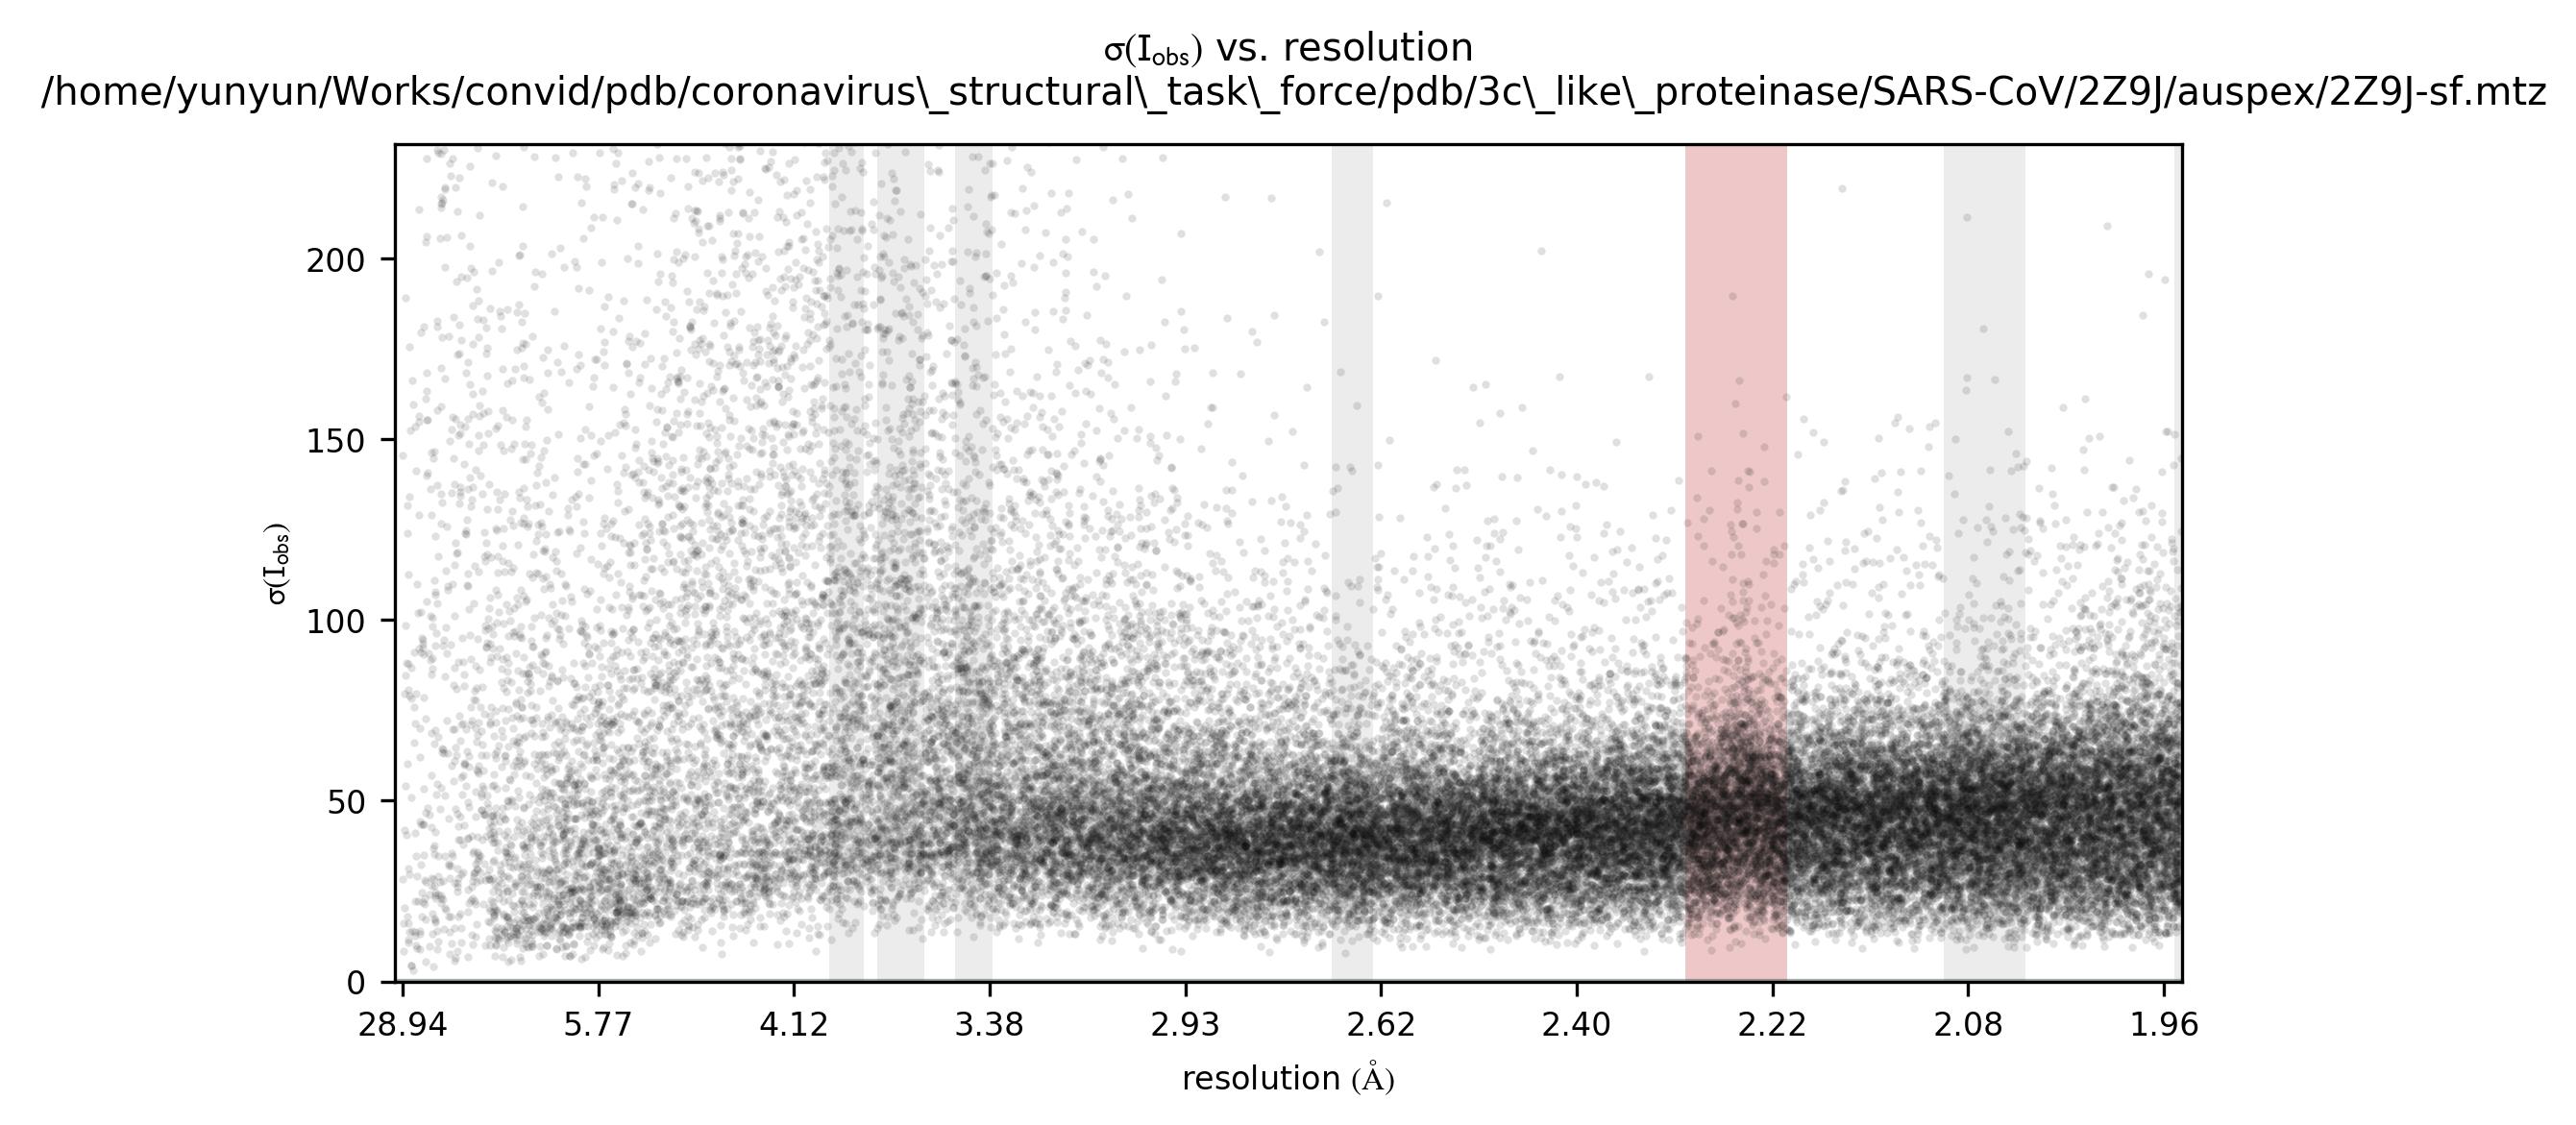 σ(I_obs) vs. resolution
/home/yunyun/Works/convid/pdb/coronavirus\_structural\_task\_force/pdb/3c\_like\_proteinase/SARS-CoV/2Z9J/auspex/2Z9J-sf.mtz
200
150
100
50
0
σ(I_obs)
28.94 5.77 4.12 3.38 2.93 2.62 2.40 2.22 2.08 1.96
resolution (Å)